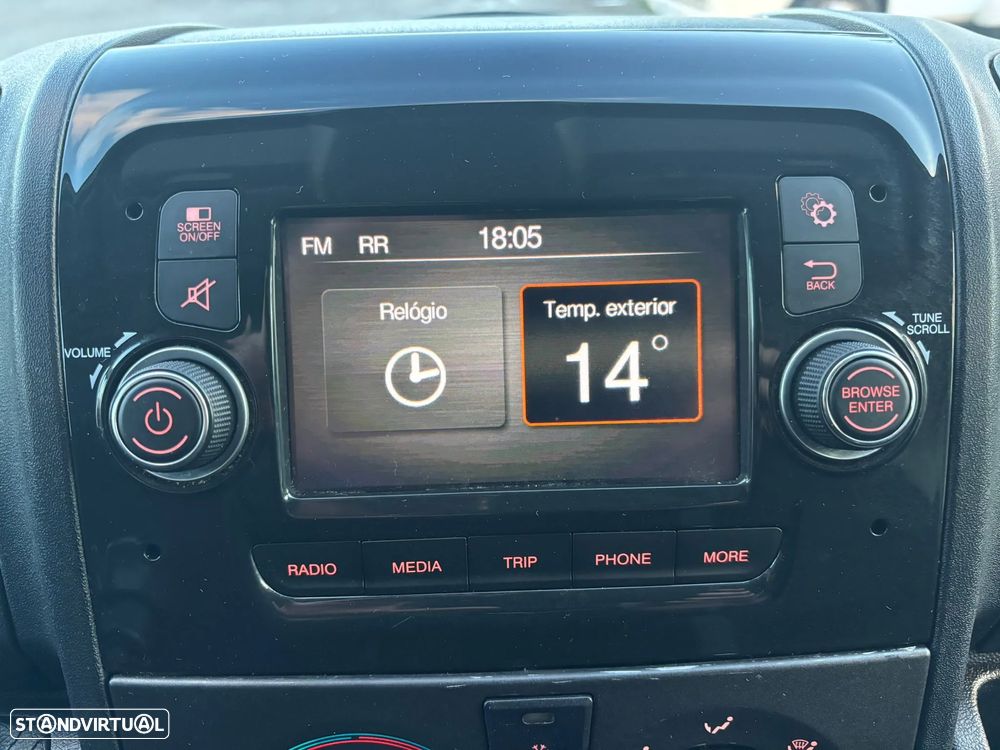 SCREEN
ON/OFF
FM RR 18:05
BACK
VOLUME
Relógio
Temp. exterior
14°
TUNE
SCROLL
BROWSE
ENTER
RADIO MEDIA TRIP PHONE MORE
STANDVIRTUAL